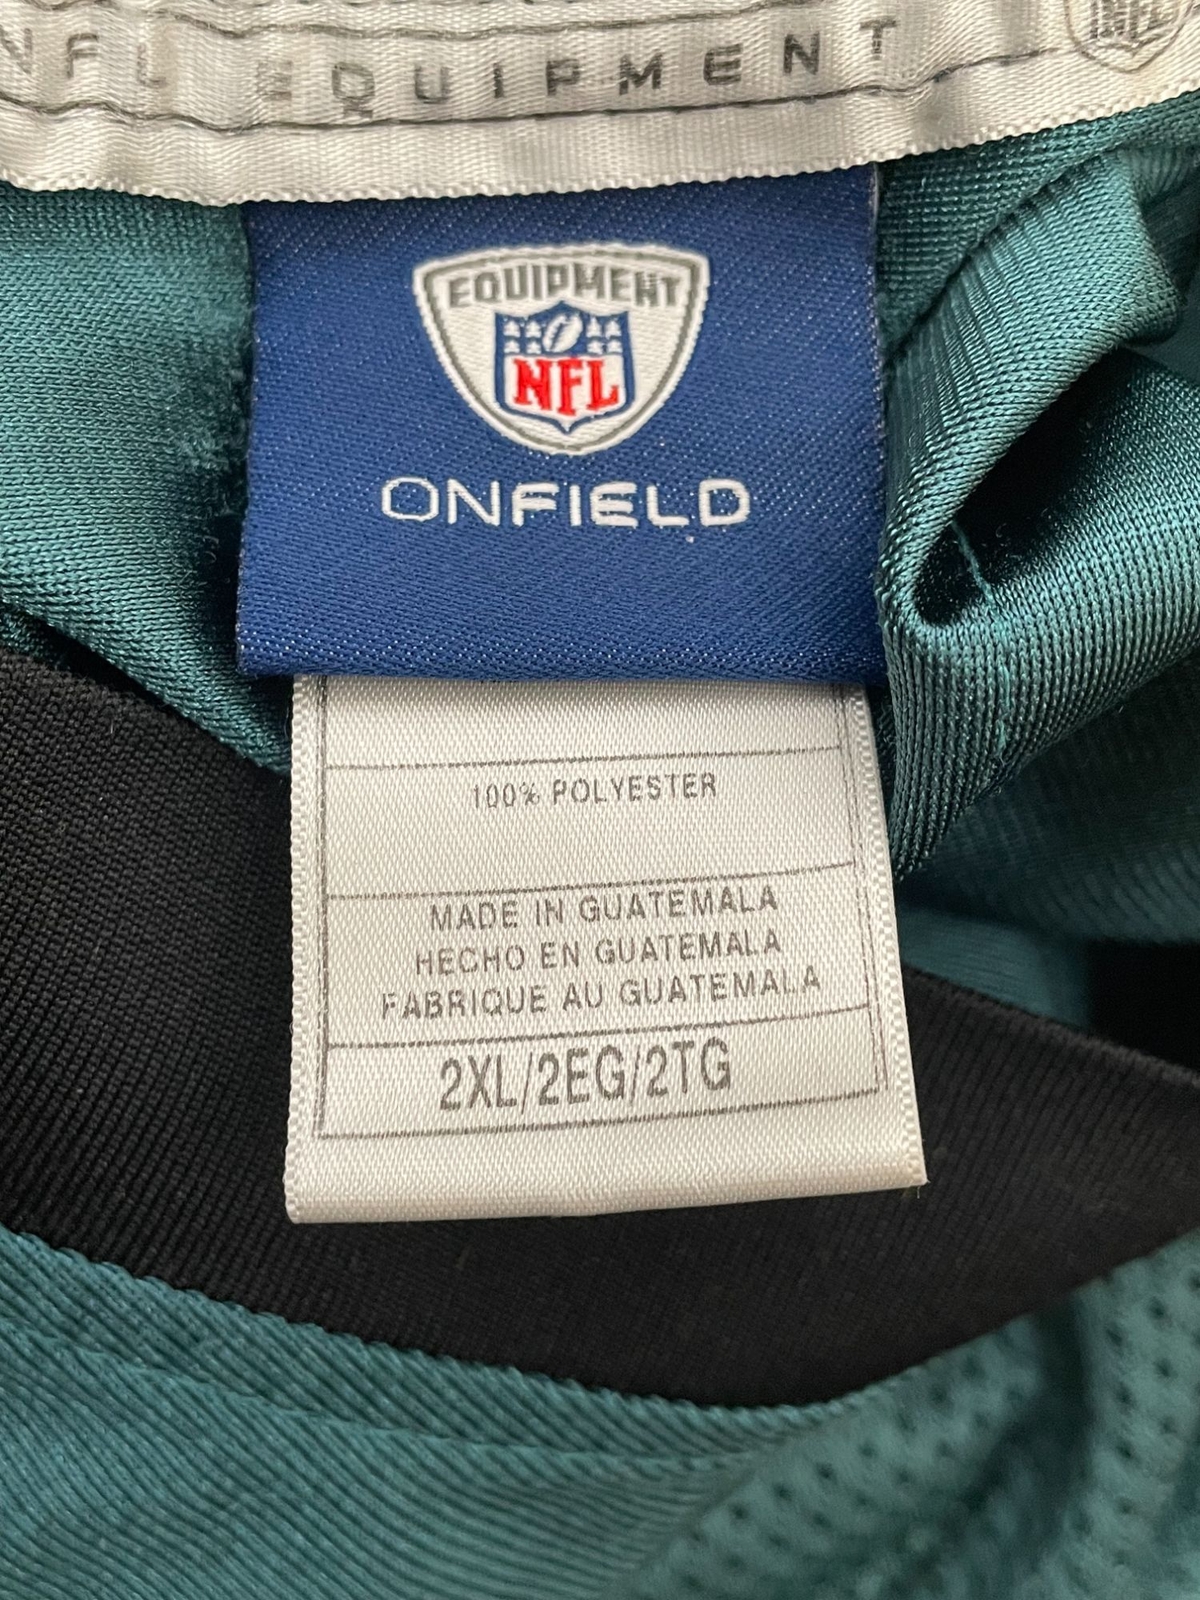 NFL EQUIPMENT
NFL
EQUIPMENT
NFL
ONFIELD
100% POLYESTER
MADE IN GUATEMALA
HECHO EN GUATEMALA
FABRIQUE AU GUATEMALA
2XL/2EG/2TG